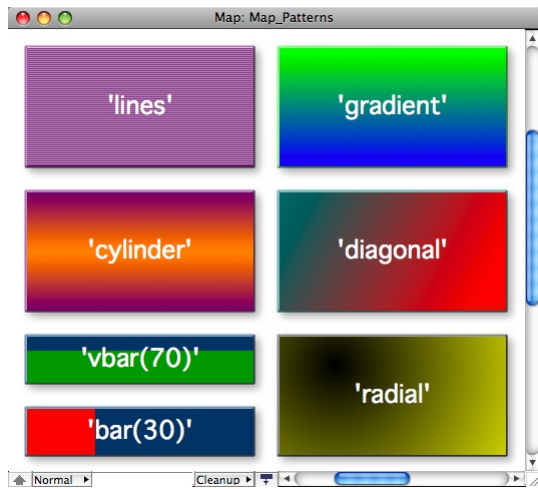 Map: Map_Patterns
'lines'
'gradient'
'cylinder'
'diagonal'
'vbar(70)'
'radial'
'bar(30)'
Normal
Cleanup